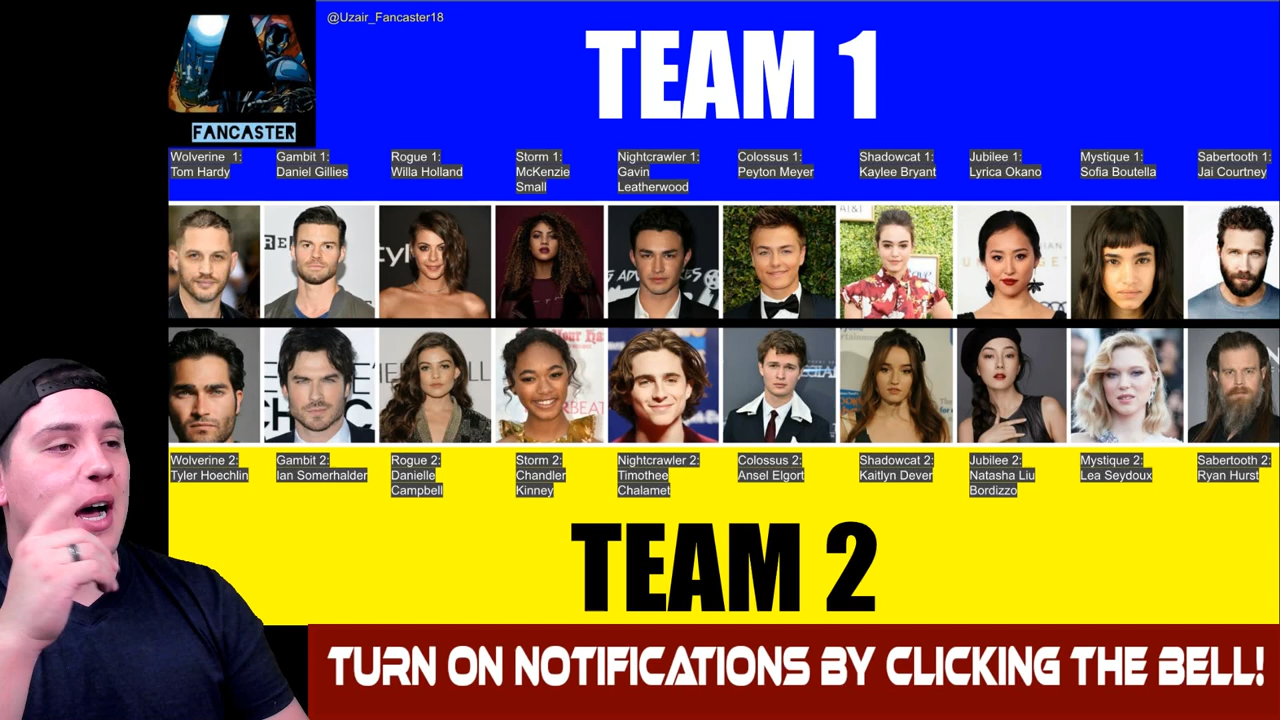 @Uzair_Fancaster18
TEAM 1
FANCASTER
Wolverine 1:
Tom Hardy
Gambit 1:
Daniel Gillies
Rogue 1:
Willa Holland
Storm 1:
McKenzie
Small
Nightcrawler 1:
Gavin
Leatherwood
Colossus 1:
Peyton Meyer
Shadowcat 1:
Kaylee Bryant
Jubilee 1:
Lyrica Okano
Mystique 1:
Sofia Boutella
Sabertooth 1:
Jai Courtney
AT&T
Wolverine 2:
Tyler Hoechlin
Gambit 2:
Ian Somerhalder
Rogue 2:
Danielle
Campbell
Storm 2:
Chandler
Kinney
Nightcrawler 2:
Timothee
Chalamet
Colossus 2:
Ansel Elgort
Shadowcat 2:
Kaitlyn Dever
Jubilee 2:
Natasha Liu
Bordizzo
Mystique 2:
Lea Seydoux
Sabertooth 2:
Ryan Hurst
TEAM 2
TURN ON NOTIFICATIONS BY CLICKING THE BELL!